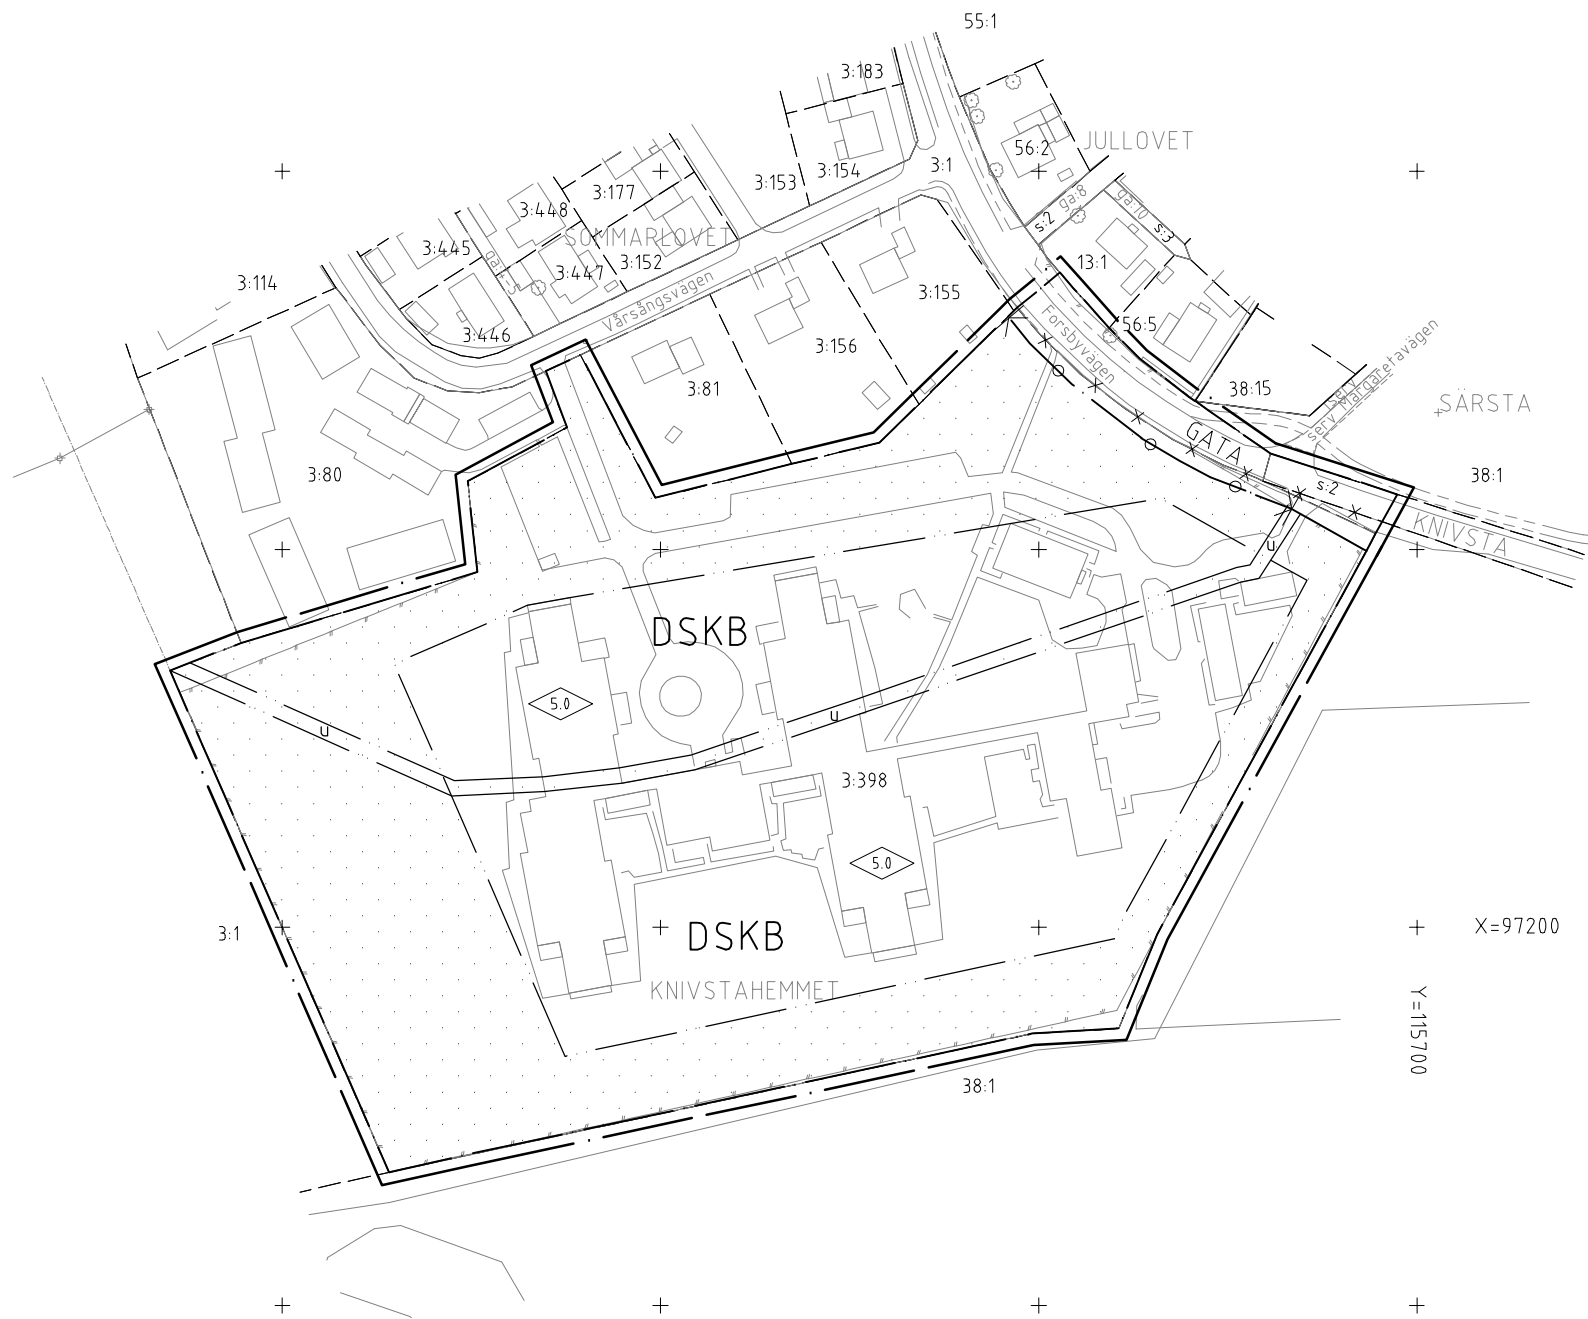 55:1
3:183
JULLOVET
56:2
3:1
3:154
3:153
3:177
3:448
ga:8
ga:10
s:2
s:3
SOMMARLOVET
3:445
3:447
3:152
13:1
3:114
Vårsångsvägen
3:155
Forsbyvägen
56:5
3:446
3:156
3:81
38:15
serv Margaretavägen
SÄRSTA
GATA
3:80
38:1
s:2
KNIVSTA
u
DSKB
5.0
u
u
3:398
5.0
3:1
DSKB
X=97200
KNIVSTAHEMMET
Y=115700
38:1